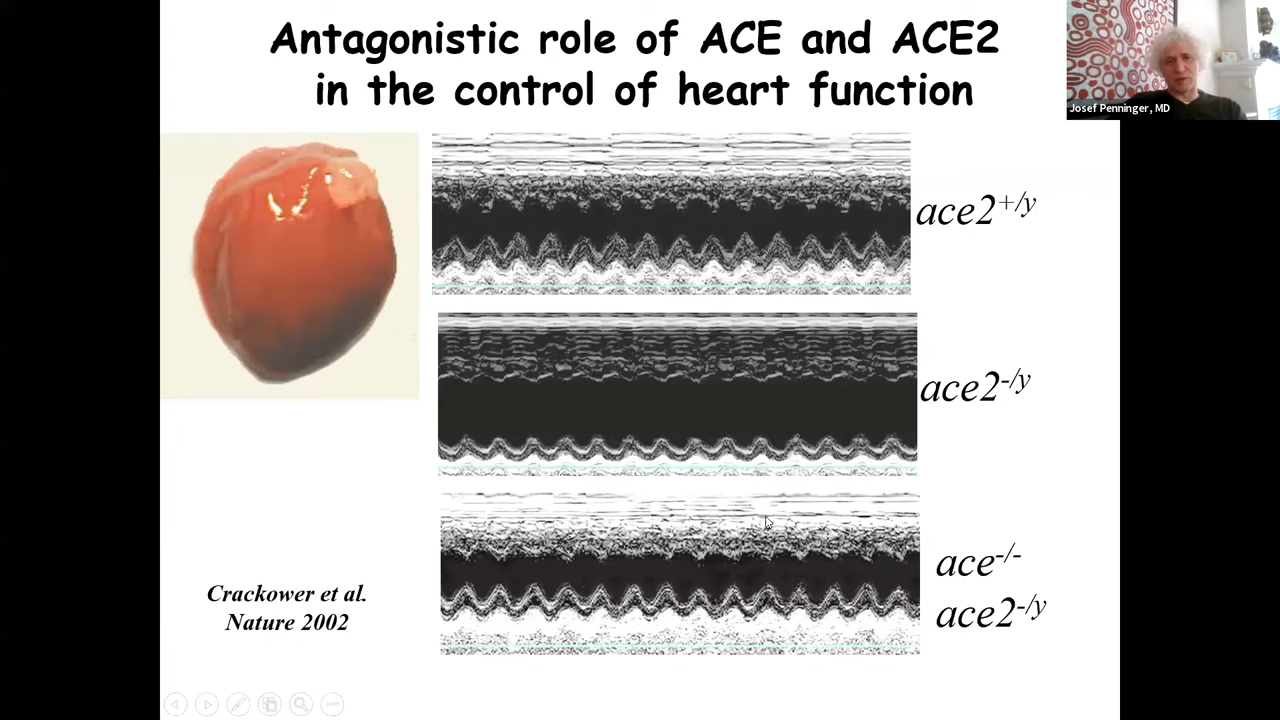 Antagonistic role of ACE and ACE2
in the control of heart function
Josef Penninger, MD
ace2+/y
ace2-/y
ace-/-
ace2-/y
Crackower et al.
Nature 2002